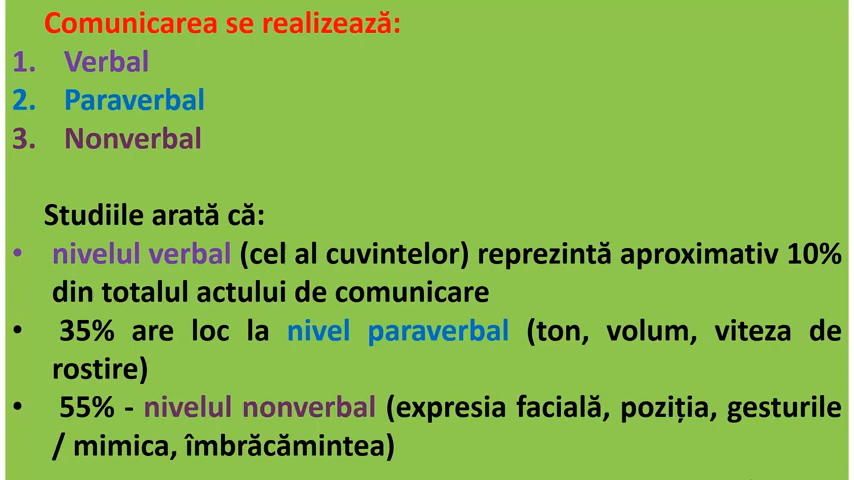 Comunicarea se realizează:
1. Verbal
2. Paraverbal
3. Nonverbal
Studiile arată că:
• nivelul verbal (cel al cuvintelor) reprezintă aproximativ 10%
din totalul actului de comunicare
• 35% are loc la nivel paraverbal (ton, volum, viteza de
rostire)
• 55% - nivelul nonverbal (expresia facială, poziția, gesturile
/ mimica, îmbrăcămintea)